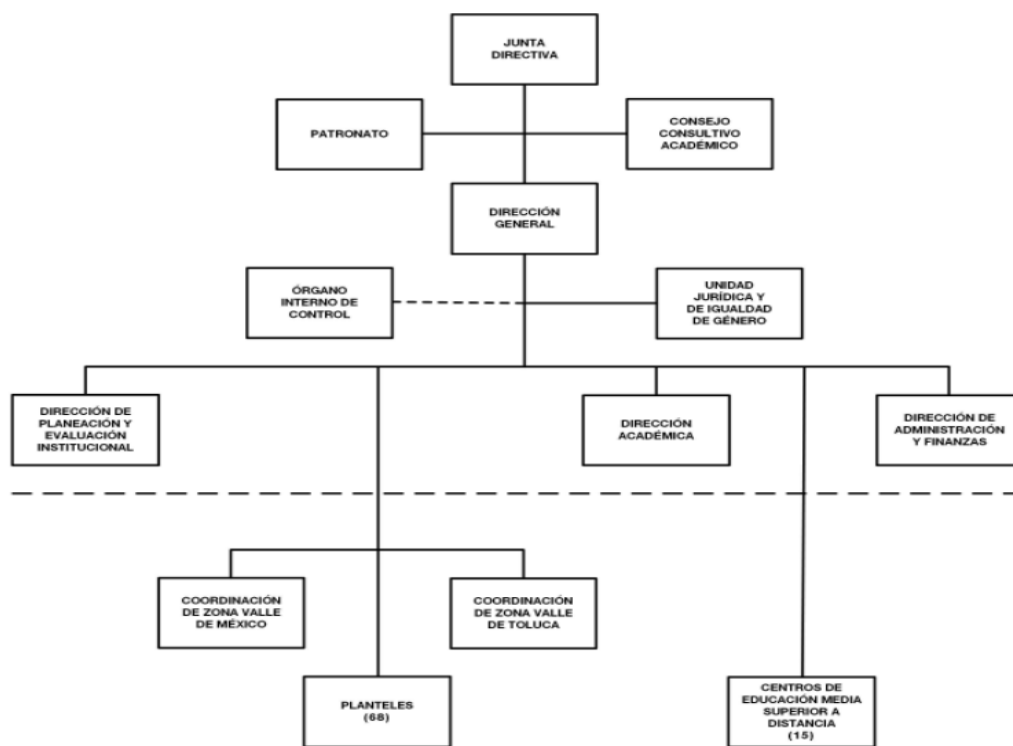 JUNTA
DIRECTIVA
PATRONATO
CONSEJO
CONSULTIVO
ACADÉMICO
DIRECCIÓN
GENERAL
ÓRGANO
INTERNO DE
CONTROL
UNIDAD
JURÍDICA Y
DE IGUALDAD
DE GÉNERO
DIRECCIÓN DE
PLANEACIÓN Y
EVALUACIÓN
INSTITUCIONAL
DIRECCIÓN
ACADÉMICA
DIRECCIÓN DE
ADMINISTRACIÓN
Y FINANZAS
COORDINACIÓN
DE ZONA VALLE
DE MÉXICO
COORDINACIÓN
DE ZONA VALLE
DE TOLUCA
PLANTELES
(68)
CENTROS DE
EDUCACIÓN MEDIA
SUPERIOR A
DISTANCIA
(15)